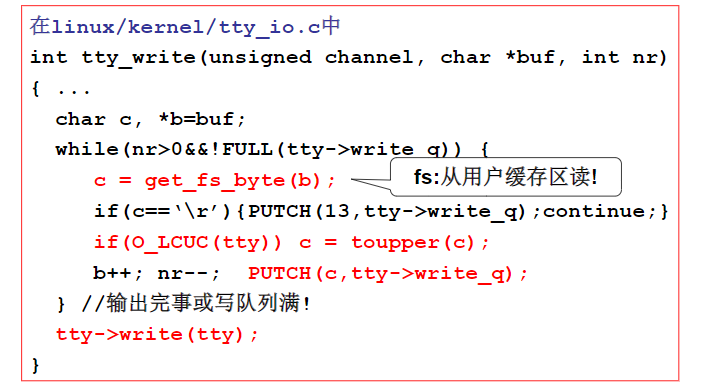 在linux/kernel/tty_io.c中
int tty_write(unsigned channel, char *buf, int nr)
{ ...
char c, *b=buf;
while(nr>0&&!FULL(tty->write_q)) {
c = get_fs_byte(b);
fs:从用户缓存区读!
if(c==‘\r’){PUTCH(13,tty->write_q);continue;}
if(O_LCUC(tty)) c = toupper(c);
b++; nr--; PUTCH(c,tty->write_q);
} //输出完事或写队列满!
tty->write(tty);
}